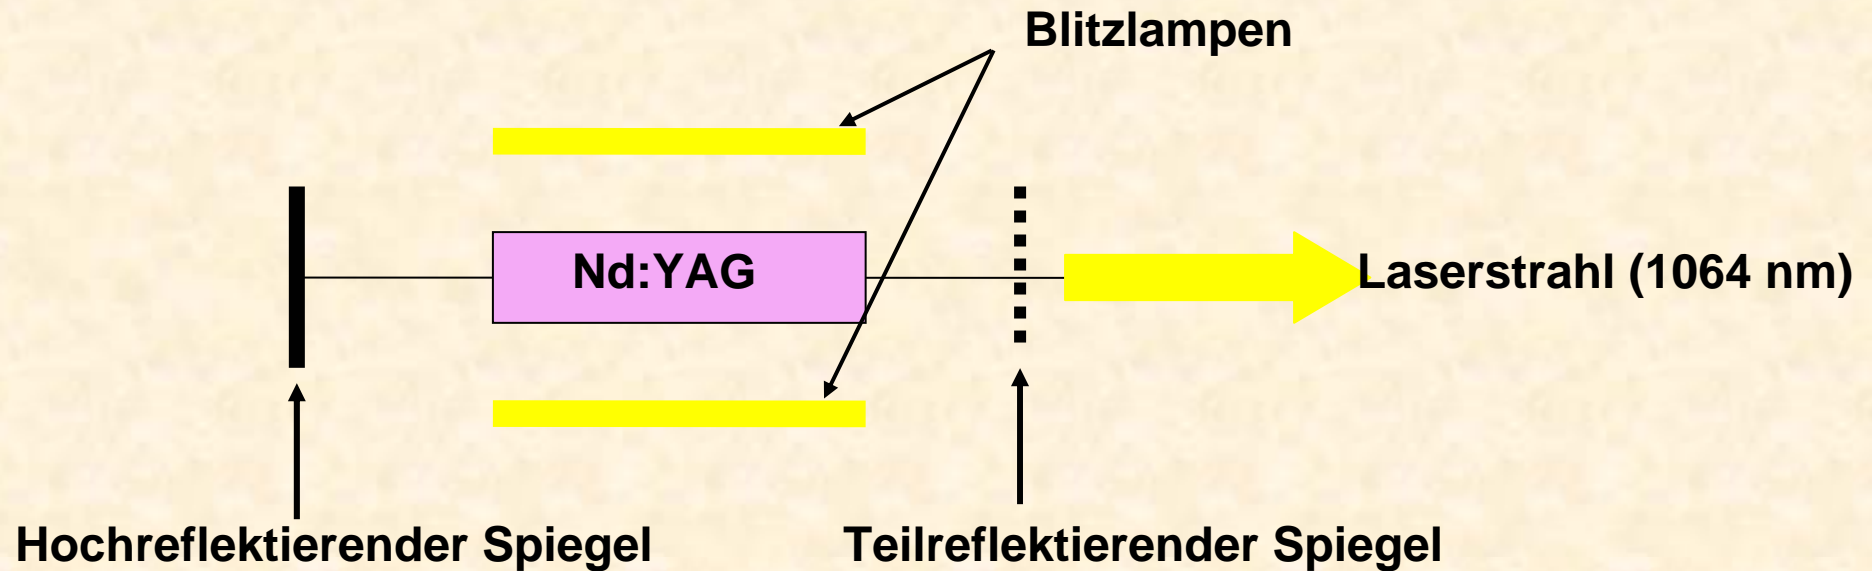 Blitzlampen
Nd:YAG
Laserstrahl (1064 nm)
Hochreflektierender Spiegel
Teilreflektierender Spiegel